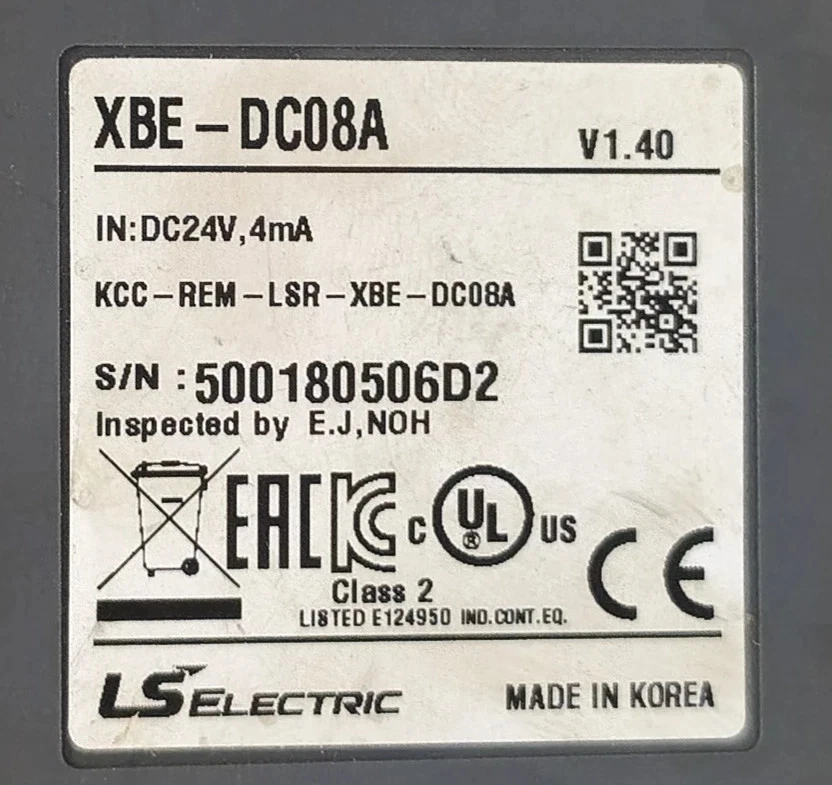 XBE-DC08A
V1.40
IN:DC24V,4mA
KCC-REM-LSR-XBE-DC08A
S/N :500180506D2
Inspected by E.J,NOH
EAC KC c UL ® US CE
Class 2
LISTED E124950 IND.CONT.EQ.
LS ELECTRIC
MADE IN KOREA